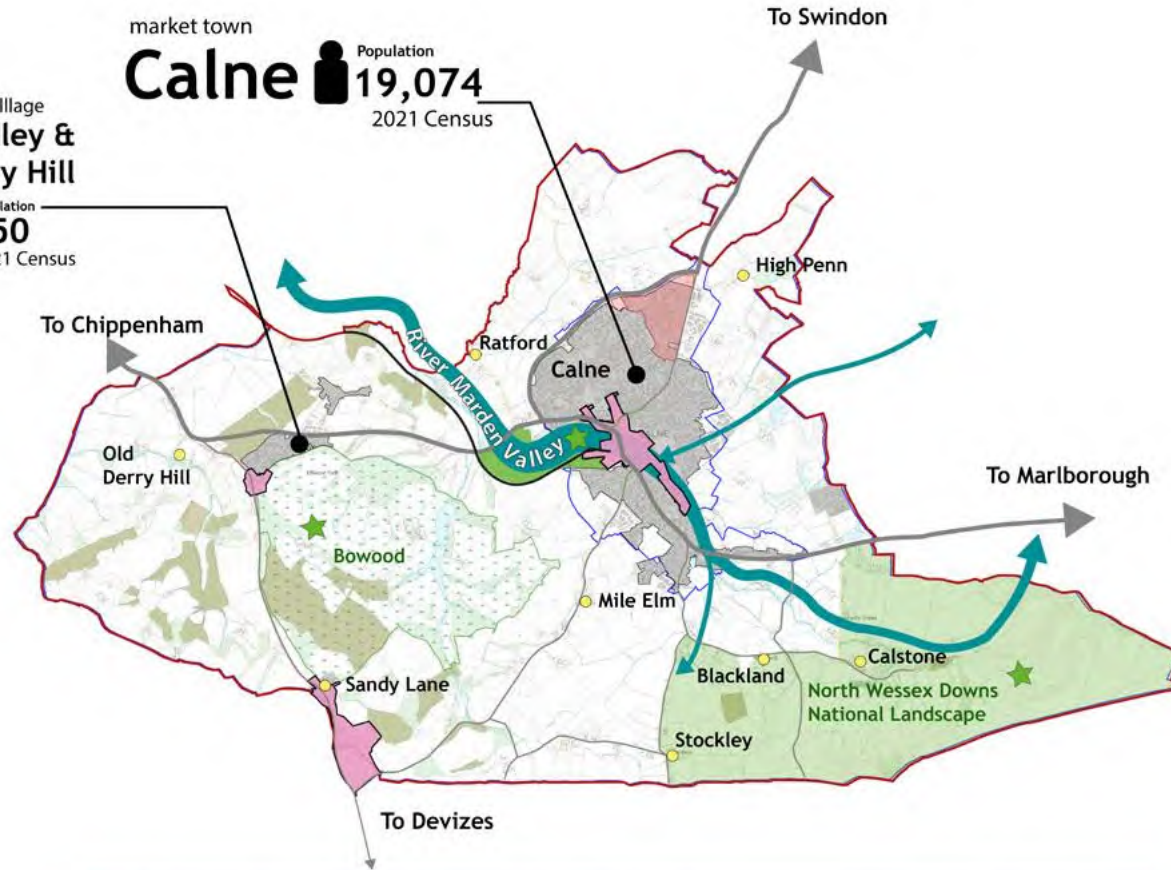 To Swindon
market town
Calne
Population
19,074
2021 Census
llage
ley &
y Hill
lation
50
21 Census
High Penn
To Chippenham
Ratford
River Marden Valley
Calne
Old
Derry Hill
To Marlborough
Bowood
Mile Elm
Calstone
Blackland
Sandy Lane
North Wessex Downs
National Landscape
Stockley
To Devizes